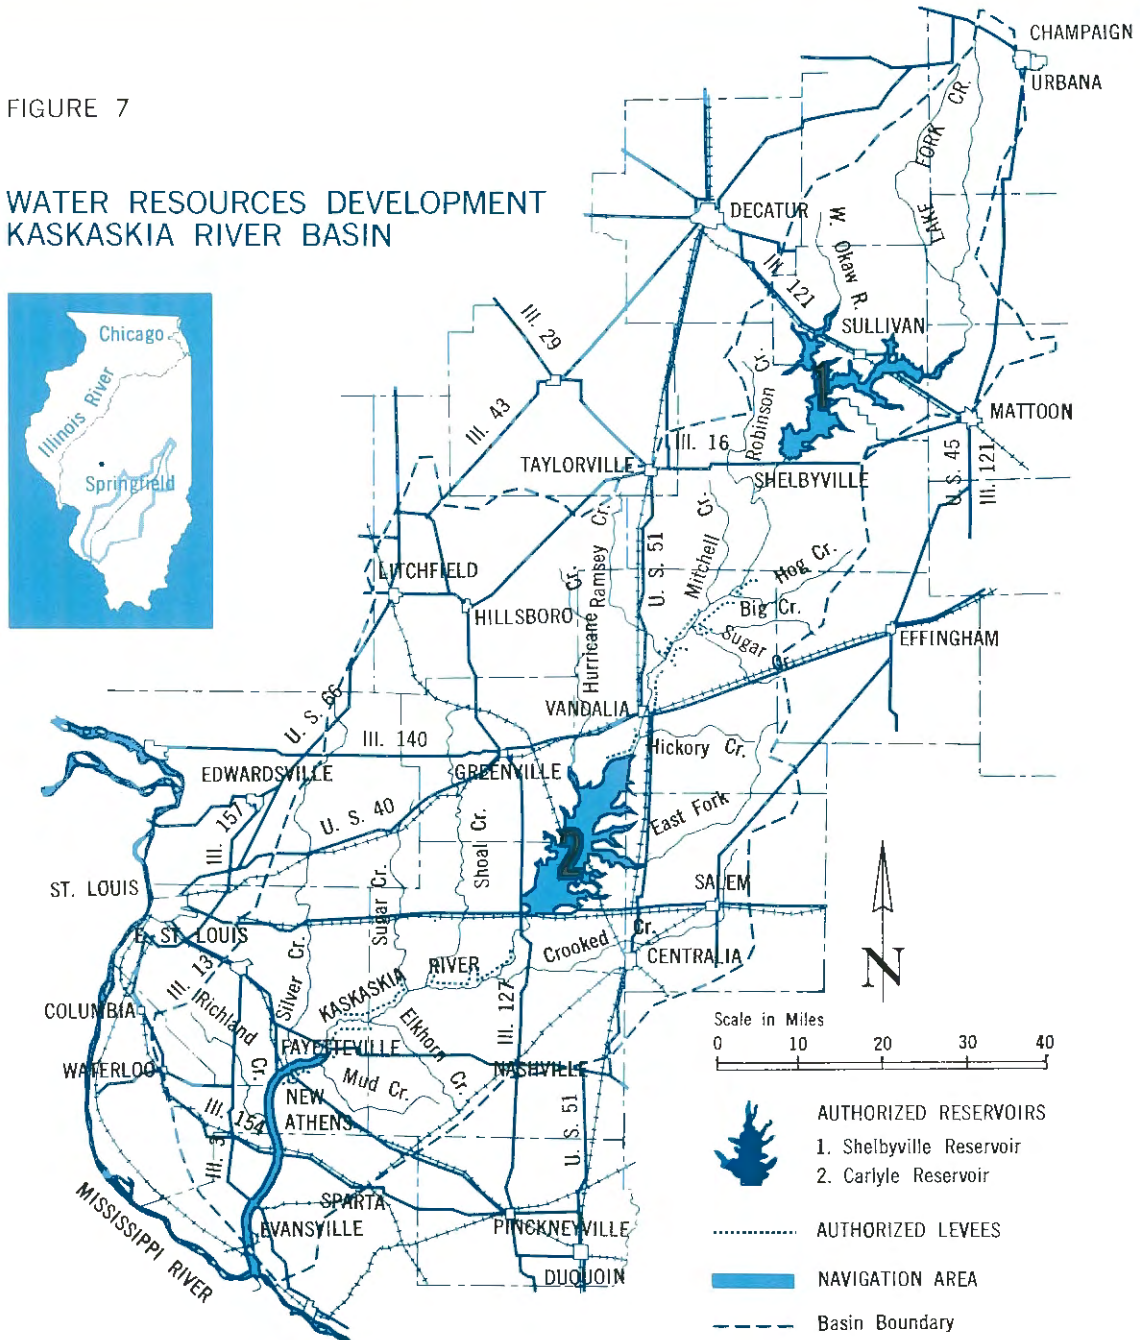 FIGURE 7
WATER RESOURCES DEVELOPMENT
KASKASKIA RIVER BASIN
Chicago
Illinois River
Springfield
CHAMPAIGN
URBANA
LAKE FORK CR.
DECATUR
W. Okaw R.
Ill. 121
SULLIVAN
1
Ill. 29
Ill. 43
Robinson Cr.
MATTOON
Ill. 16
TAYLORVILLE
SHELBYVILLE
U. S. 45
Ill. 121
Hurricane Cr.
Ramsey Cr.
U. S. 51
Mitchell Cr.
Hog Cr.
Big Cr.
Sugar Cr.
LITCHFIELD
HILLSBORO
EFFINGHAM
VANDALIA
U. S. 66
Ill. 140
Hickory Cr.
EDWARDSVILLE
GREENVILLE
Ill. 157
U. S. 40
East Fork
2
Shoal Cr.
Sugar Cr.
ST. LOUIS
SALEM
E. ST. LOUIS
Silver Cr.
Crooked Cr.
CENTRALIA
N
Ill. 13
KASKASKIA RIVER
Ill. 127
COLUMBIA
Richland Cr.
Elkhorn Cr.
FAYETTEVILLE
WATERLOO
Mud Cr.
NASHVILLE
NEW
ATHENS
Ill. 154
Ill. 3
U. S. 51
SPARTA
EVANSVILLE
PINCKNEYVILLE
MISSISSIPPI RIVER
DUQUOIN
Scale in Miles
0 10 20 30 40
AUTHORIZED RESERVOIRS
1. Shelbyville Reservoir
2. Carlyle Reservoir
AUTHORIZED LEVEES
NAVIGATION AREA
Basin Boundary